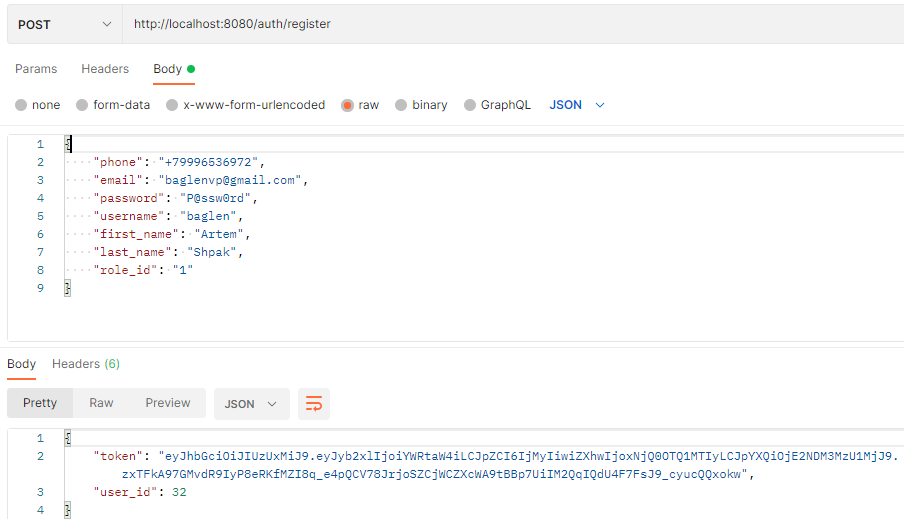 POST http://localhost:8080/auth/register
Params Headers Body
none form-data x-www-form-urlencoded raw binary GraphQL JSON
1 {
2 "phone": "+79996536972",
3 "email": "baglenvp@gmail.com",
4 "password": "P@ssw0rd",
5 "username": "baglen",
6 "first_name": "Artem",
7 "last_name": "Shpak",
8 "role_id": "1"
9 }
Body Headers (6)
Pretty Raw Preview JSON
1 {
2 "token": "eyJhbGciOiJIUzUxMiJ9.eyJyb2xlIjoiYWRtaW4iLCJpZCI6IjMyIiwiZXhwIjoxNjQ0OTQ1MTIyLCJpYXQiOjE2NDM3MzU1MjJ9.
zxTFkA97GMvdR9IyP8eRKfMZI8q_e4pQCV78JrjoSZCjWCZXcWA9tBBp7UiIM2QqIQdU4F7FsJ9_cyucQQxokw",
3 "user_id": 32
4 }